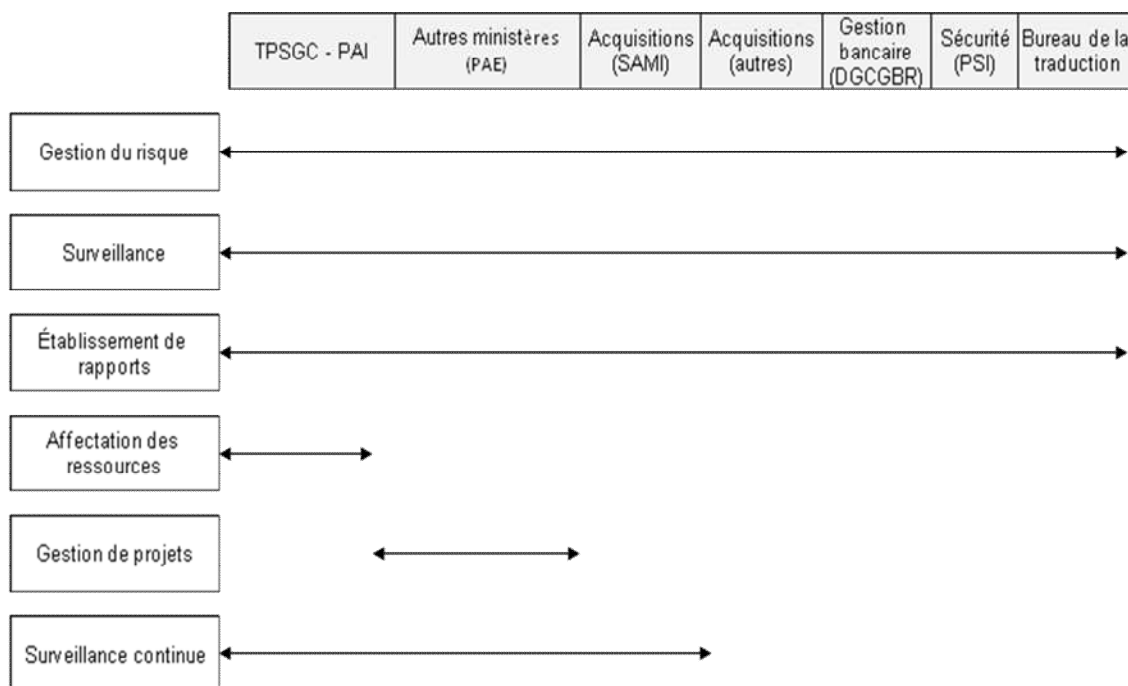 TPSGC - PAI
Autres ministères
(PAE)
Acquisitions
(SAMI)
Acquisitions
(autres)
Gestion
bancaire
(DGCGBR)
Sécurité
(PSI)
Bureau de la
traduction
Gestion du risque
Surveillance
Établissement de
rapports
Affectation des
ressources
Gestion de projets
Surveillance continue